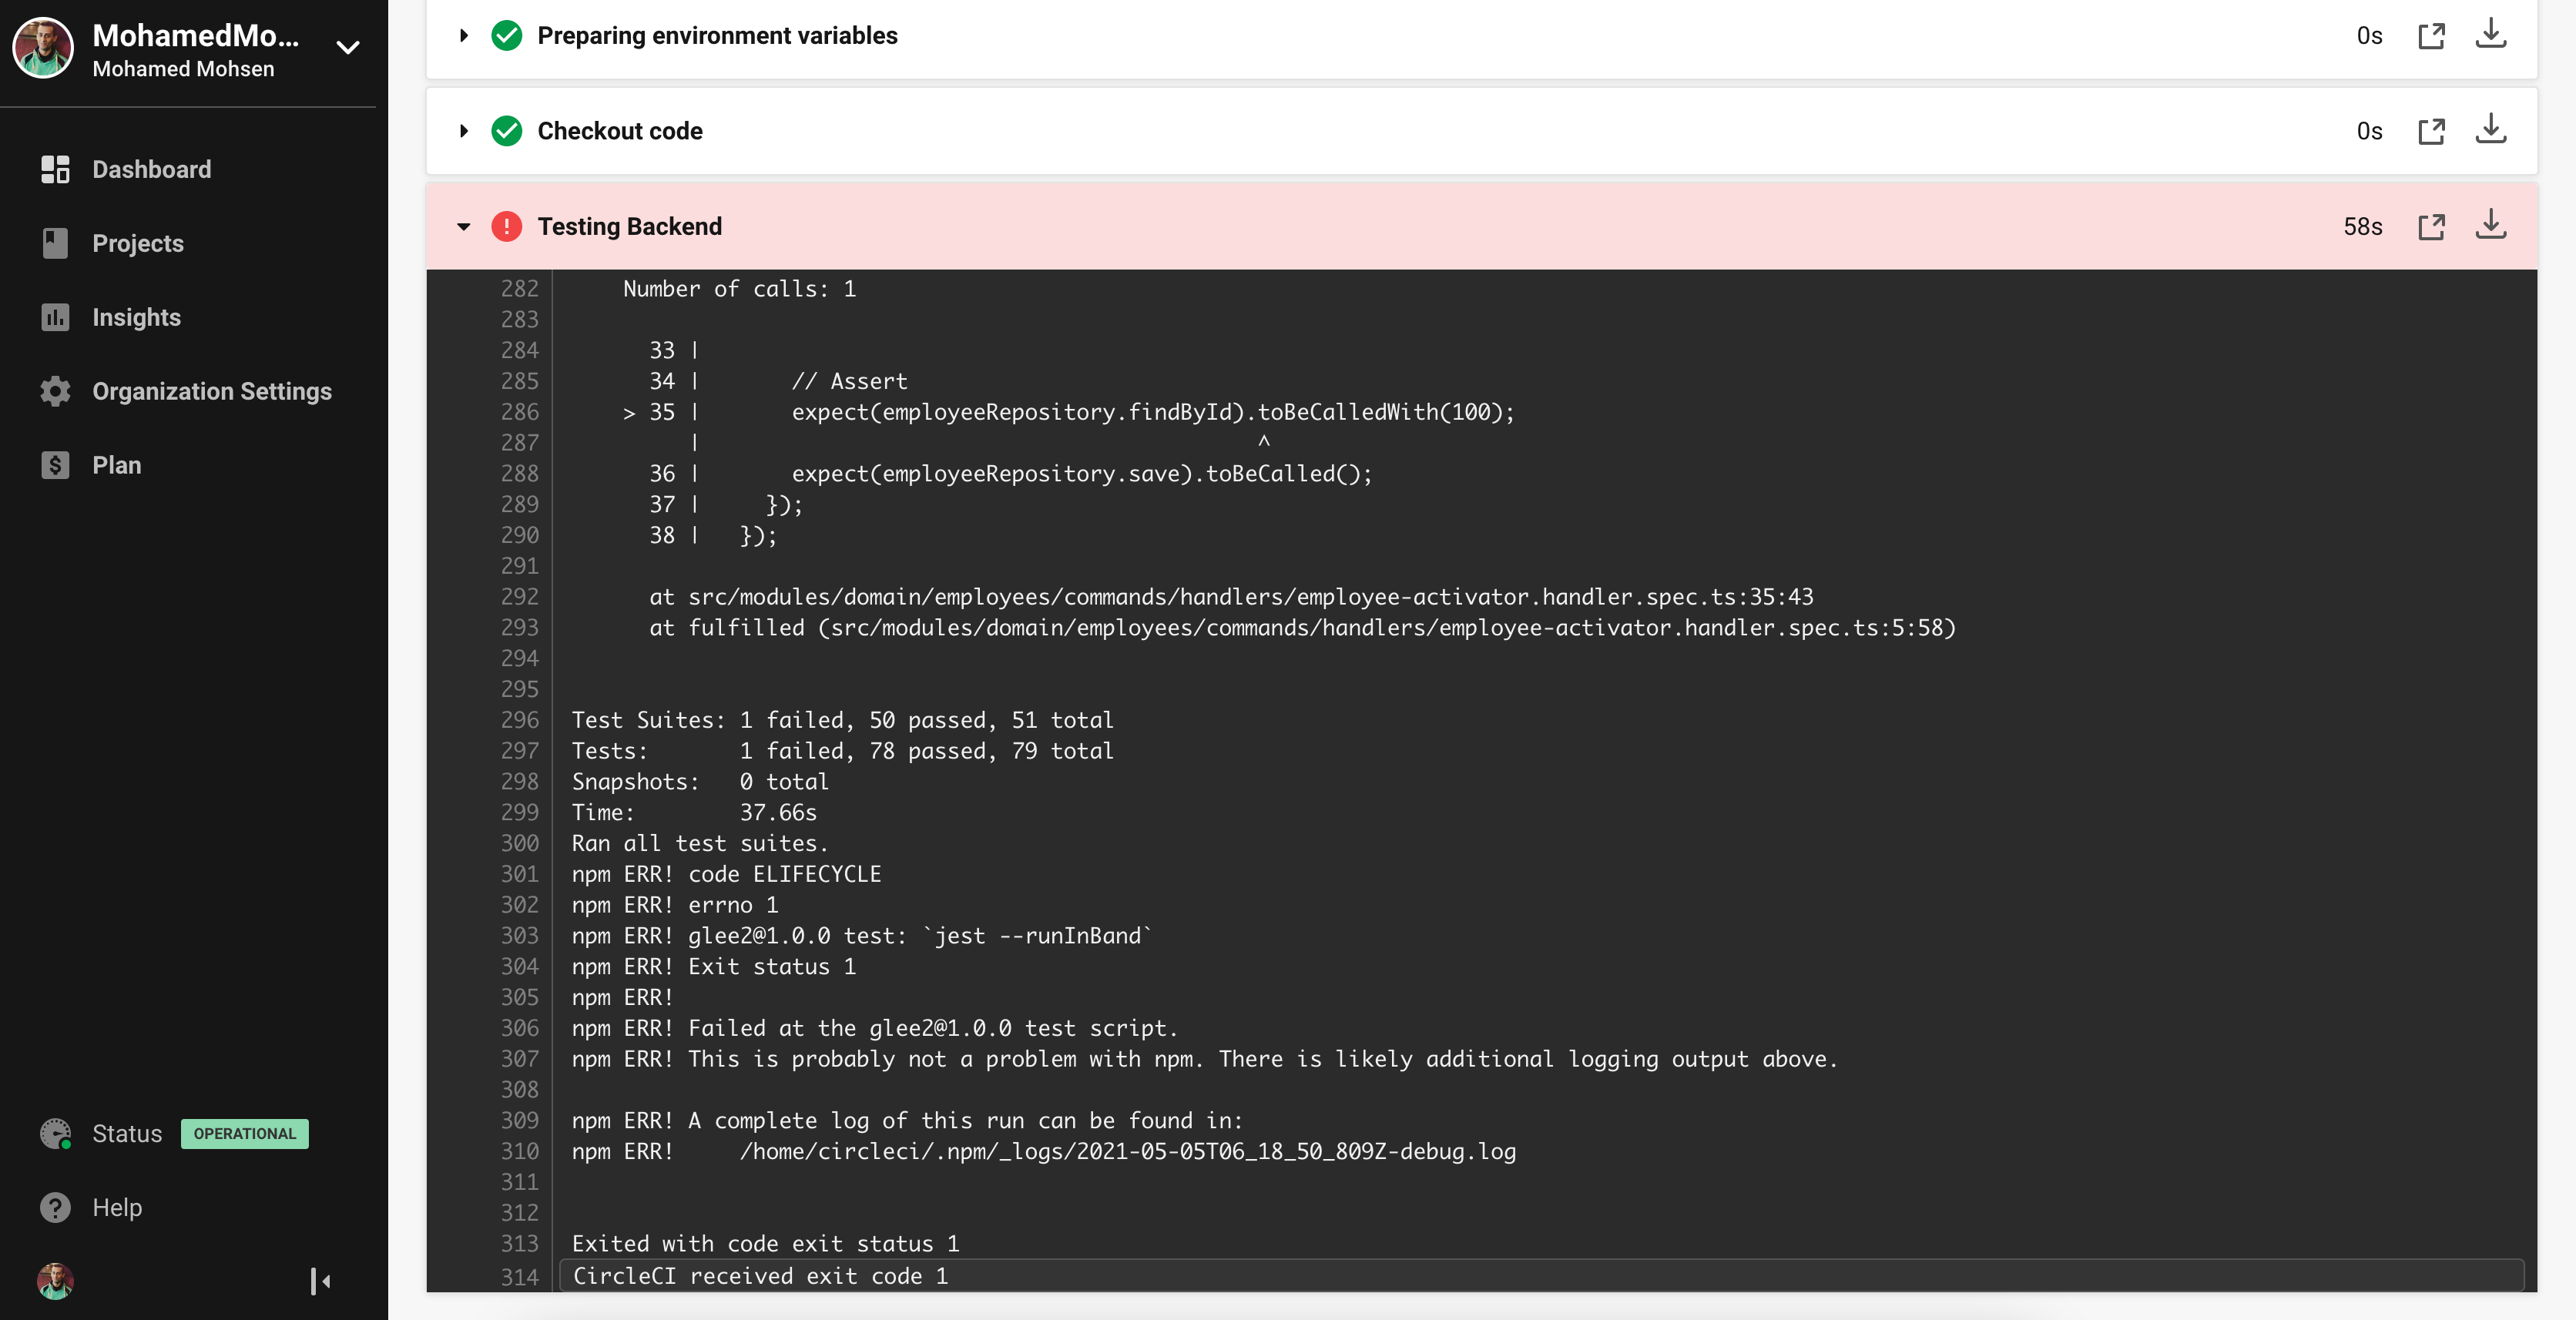 MohamedMo...
Mohamed Mohsen
Dashboard
Projects
Insights
Organization Settings
Plan
Status OPERATIONAL
Help
Preparing environment variables 0s
Checkout code 0s
Testing Backend 58s
282 Number of calls: 1
283
284 33 |
285 34 | // Assert
286 > 35 | expect(employeeRepository.findById).toBeCalledWith(100);
287 | ^
288 36 | expect(employeeRepository.save).toBeCalled();
289 37 | });
290 38 | });
291
292 at src/modules/domain/employees/commands/handlers/employee-activator.handler.spec.ts:35:43
293 at fulfilled (src/modules/domain/employees/commands/handlers/employee-activator.handler.spec.ts:5:58)
294
295
296 Test Suites: 1 failed, 50 passed, 51 total
297 Tests: 1 failed, 78 passed, 79 total
298 Snapshots: 0 total
299 Time: 37.66s
300 Ran all test suites.
301 npm ERR! code ELIFECYCLE
302 npm ERR! errno 1
303 npm ERR! glee2@1.0.0 test: `jest --runInBand`
304 npm ERR! Exit status 1
305 npm ERR!
306 npm ERR! Failed at the glee2@1.0.0 test script.
307 npm ERR! This is probably not a problem with npm. There is likely additional logging output above.
308
309 npm ERR! A complete log of this run can be found in:
310 npm ERR! /home/circleci/.npm/_logs/2021-05-05T06_18_50_809Z-debug.log
311
312
313 Exited with code exit status 1
314 CircleCI received exit code 1